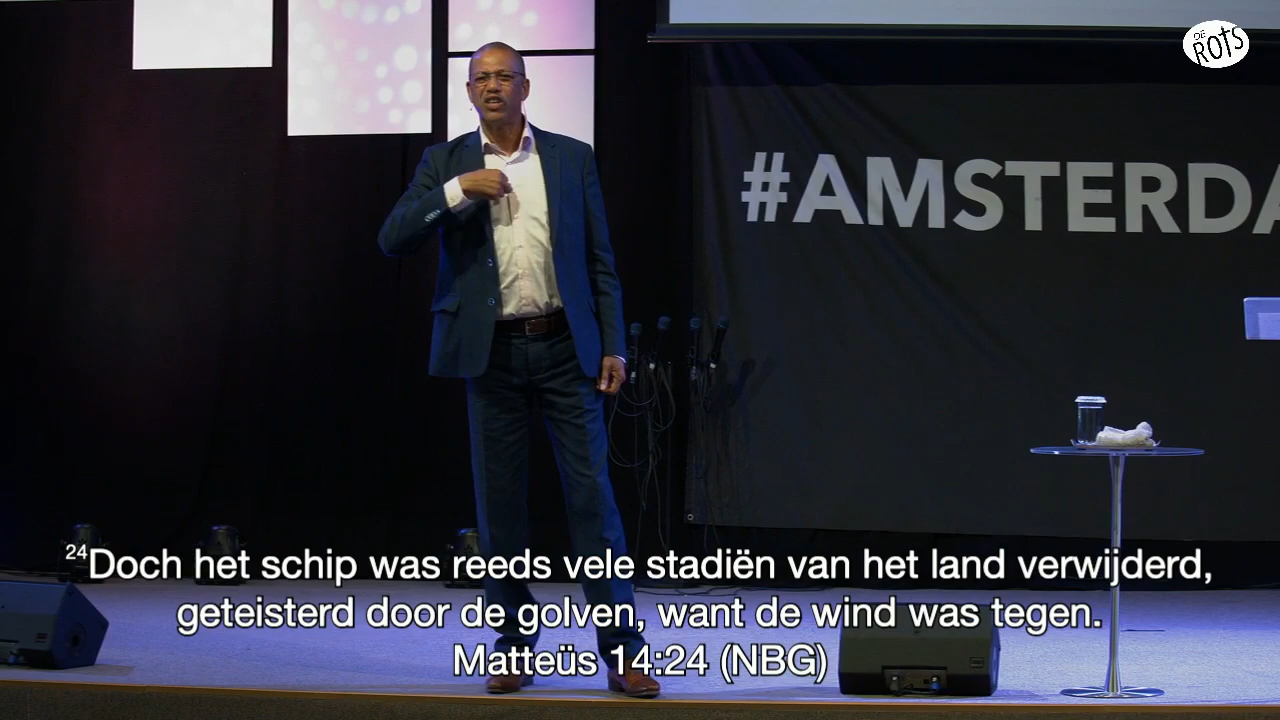 DE
ROTS
#AMSTERDA
24Doch het schip was reeds vele stadiën van het land verwijderd,
geteisterd door de golven, want de wind was tegen.
Matteüs 14:24 (NBG)